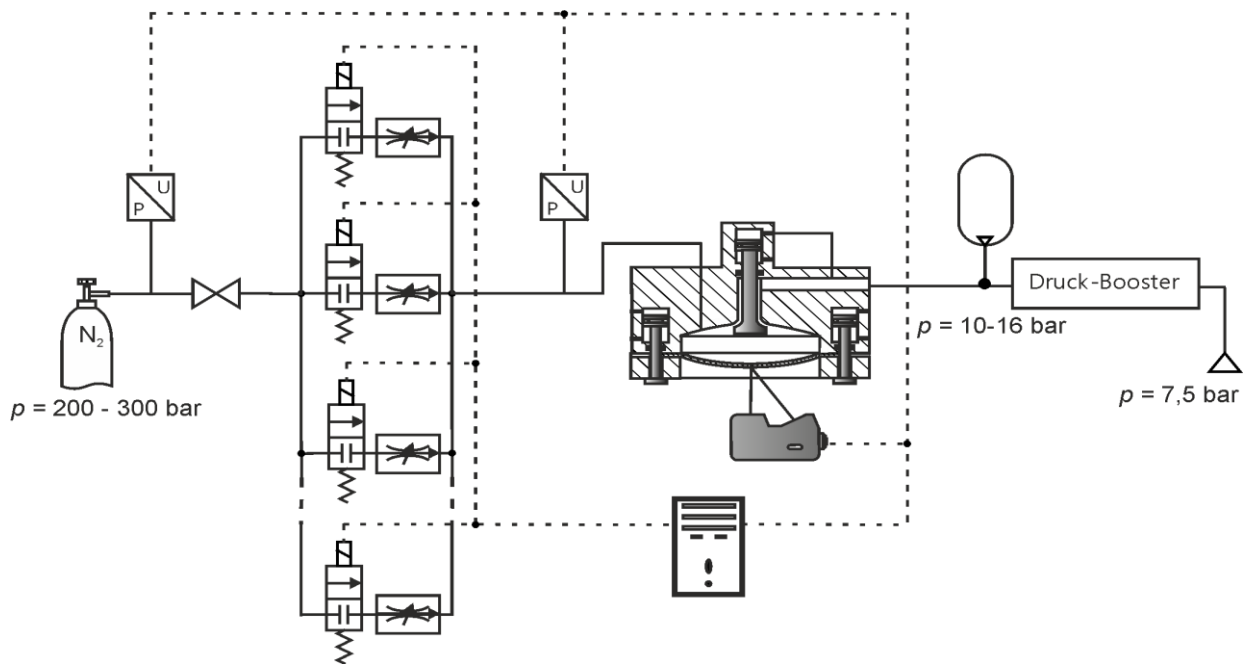 U
P
U
P
N₂
p = 200 - 300 bar
Druck-Booster
p = 10-16 bar
p = 7,5 bar